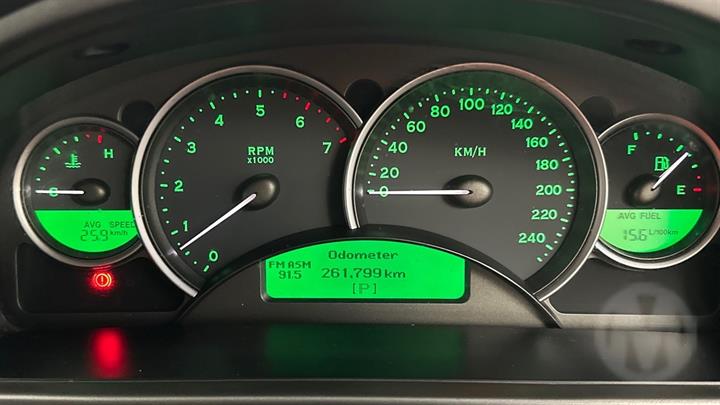 C
H
AVG SPEED
25.9 km/h
0
1
2
3
4
5
6
7
RPM
x1000
0
20
40
60
80
100
120
140
160
180
200
220
240
KM/H
F
E
AVG FUEL
15.6 L/100km
Odometer
FM ASM
91.5
261,799 km
[P]